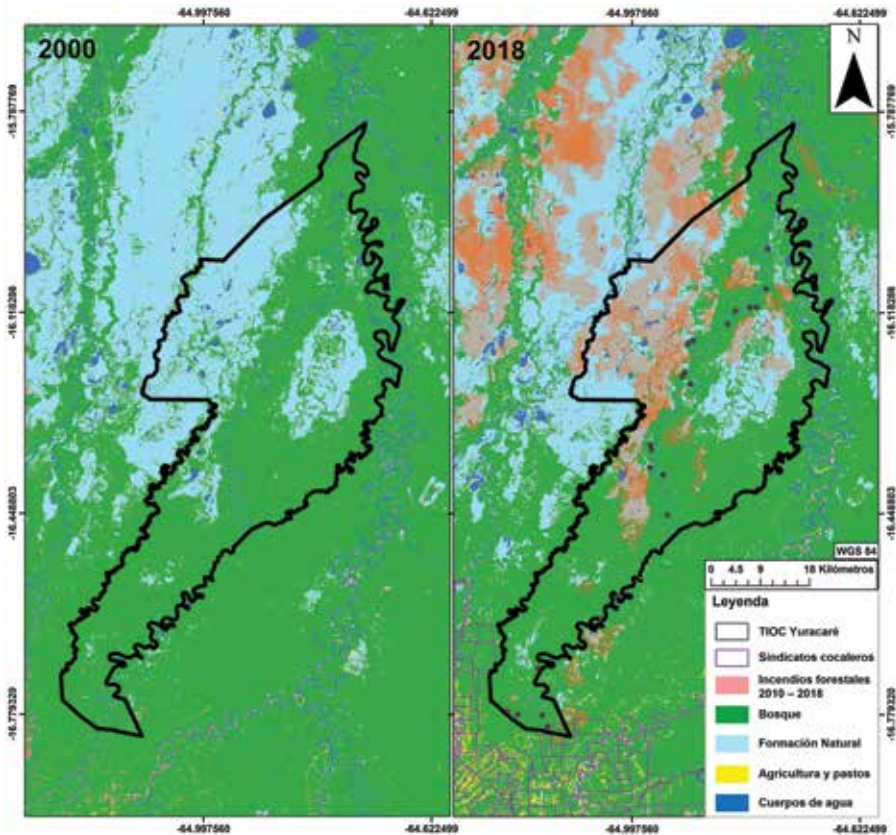 -64.997560
-64.622499
-64.997560
-64.622499
2000
2018
N
-15.787769
-15.787769
-16.118286
-16.118286
-16.448803
-16.448803
WGS 84
0 4.5 9 18 Kilómetros
Leyenda
TIOC Yuracaré
Sindicatos cocaleros
Incendios forestales
2010 – 2018
Bosque
Formación Natural
Agricultura y pastos
Cuerpos de agua
-16.779320
-16.779320
-64.997560
-64.622499
-64.997560
-64.622499